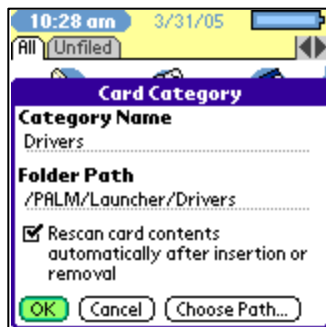 10:28 am 3/31/05
All Unfiled
Card Category
Category Name
Drivers
Folder Path
/PALM/Launcher/Drivers
Rescan card contents
automatically after insertion or
removal
OK Cancel Choose Path...